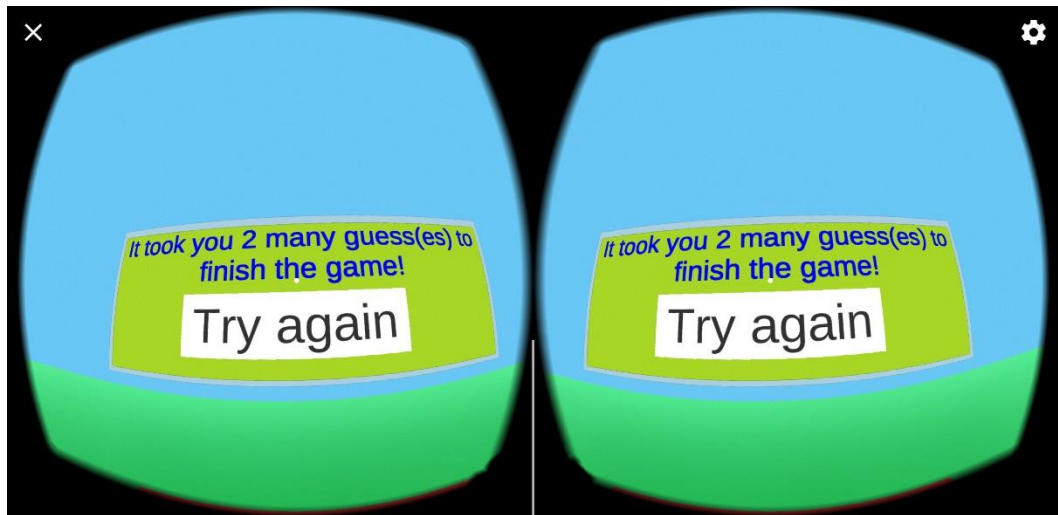 It took you 2 many guess(es) to
finish the game!
Try again
It took you 2 many guess(es) to
finish the game!
Try again